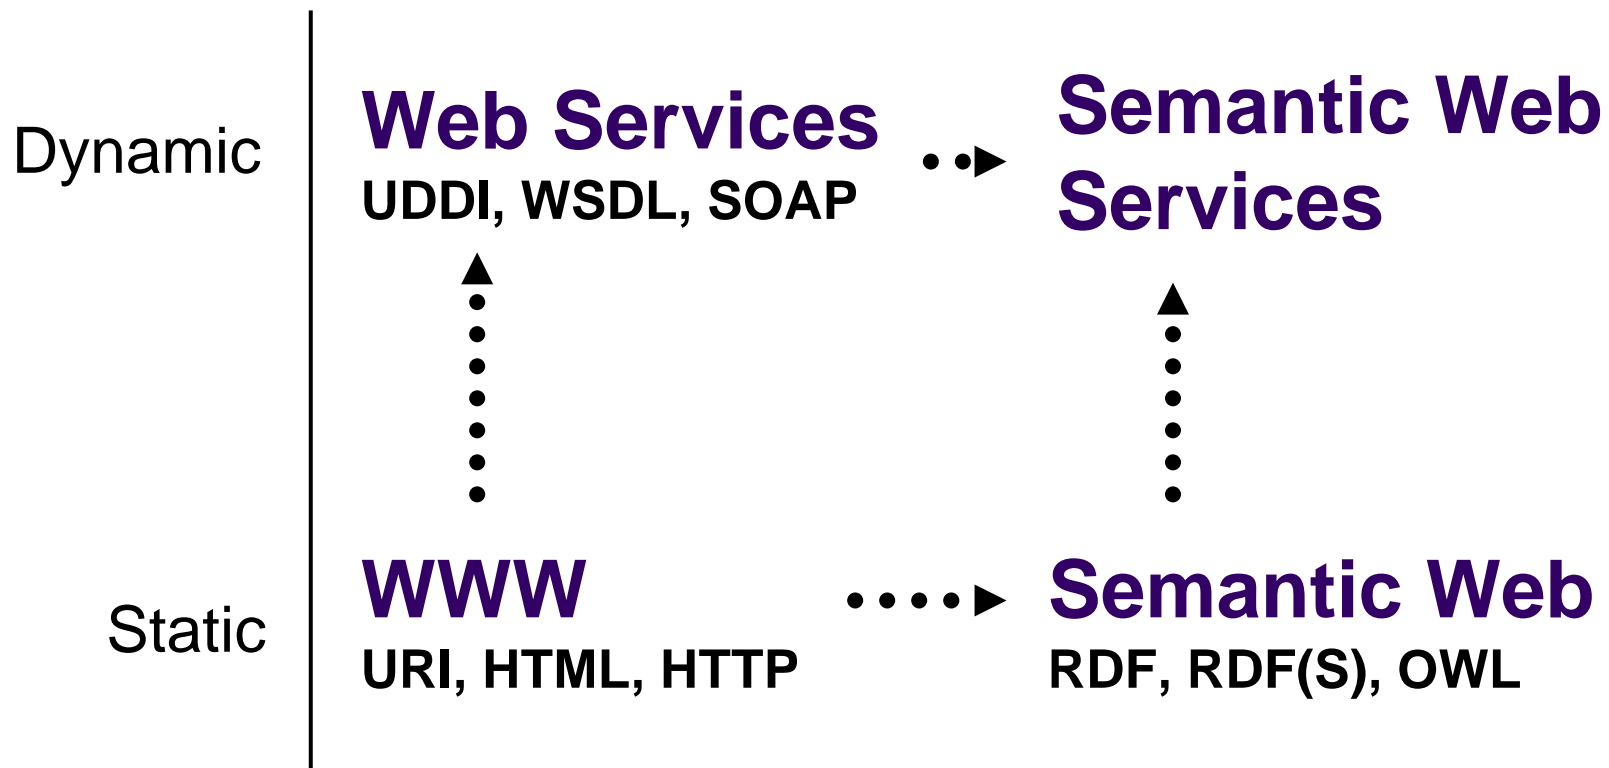 Dynamic
Web Services
UDDI, WSDL, SOAP
Semantic Web
Services
Static
WWW
URI, HTML, HTTP
Semantic Web
RDF, RDF(S), OWL